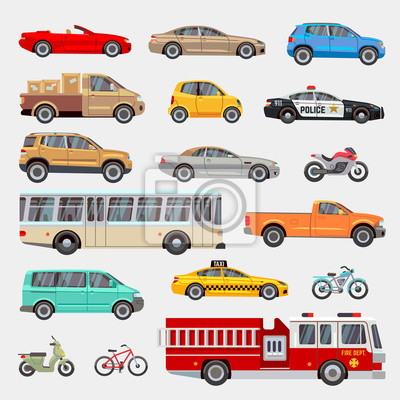 911
POLICE
TAXI
FIRE DEPT.